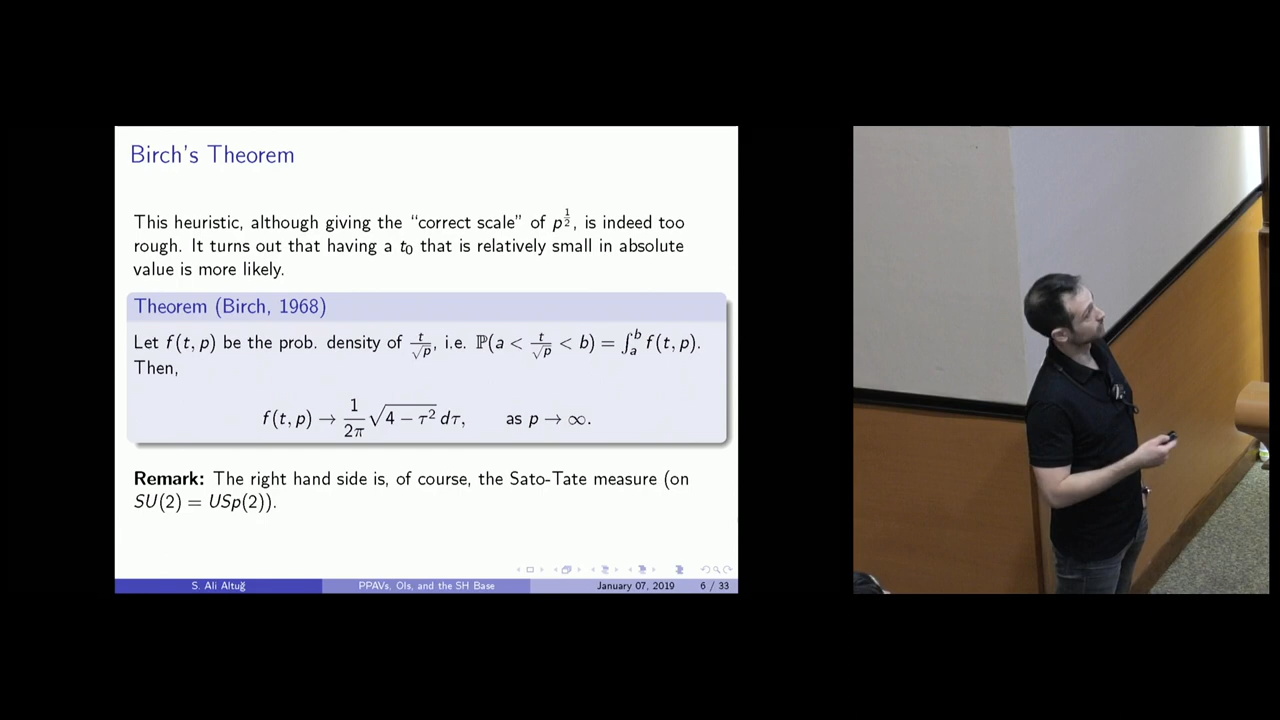 Birch's Theorem
This heuristic, although giving the “correct scale” of p^{1/2}, is indeed too
rough. It turns out that having a t₀ that is relatively small in absolute
value is more likely.
Theorem (Birch, 1968)
Let f(t, p) be the prob. density of t/√p, i.e. ℙ(a < t/√p < b) = ∫_a^b f(t, p).
Then,
f(t, p) → 1/2π √(4 − τ²) dτ, as p → ∞.
Remark: The right hand side is, of course, the Sato-Tate measure (on
SU(2) = USp(2)).
S. Ali Altuğ PPAVs, OIs, and the SH Base January 07, 2019 6 / 33